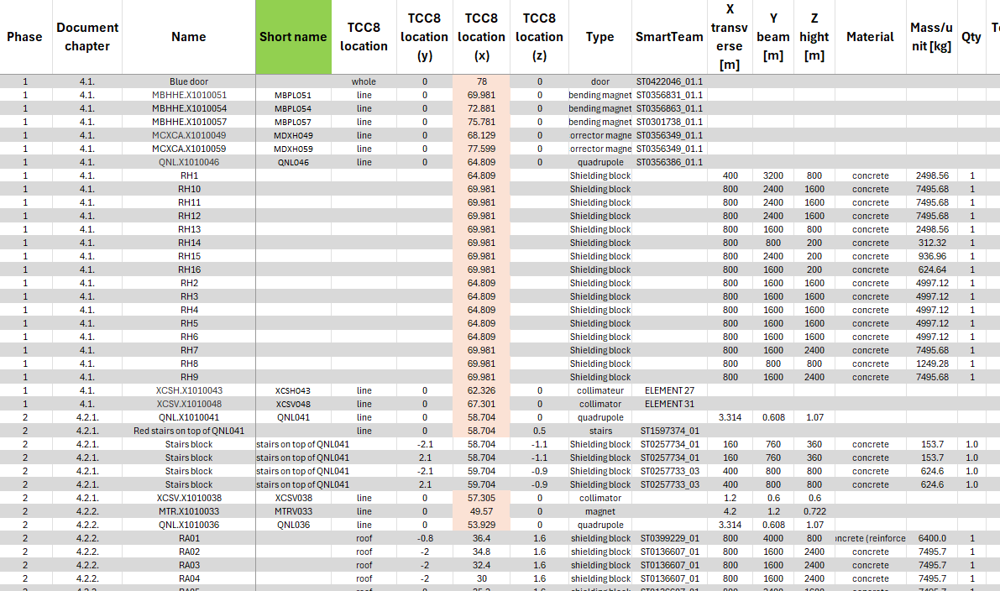 Phase Document chapter Name Short name TCC8 location TCC8 location (y) TCC8 location (x) TCC8 location (z) Type SmartTeam X transv erse [m] Y beam [m] Z hight [m] Material Mass/u nit [kg] Qty
1 4.1. Blue door whole 0 78 0 door ST0422046_01.1
1 4.1. MBHHE.X1010051 MBPL051 line 0 69.981 0 bending magnet ST0356831_01.1
1 4.1. MBHHE.X1010054 MBPL054 line 0 72.881 0 bending magnet ST0356863_01.1
1 4.1. MBHHE.X1010057 MBPL057 line 0 75.781 0 bending magnet ST0301738_01.1
1 4.1. MCXCA.X1010049 MDXH049 line 0 68.129 0 orrector magne ST0356349_01.1
1 4.1. MCXCA.X1010059 MDXH059 line 0 77.599 0 orrector magne ST0356349_01.1
1 4.1. QNL.X1010046 QNL046 line 0 64.809 0 quadrupole ST0356386_01.1
1 4.1. RH1 64.809 Shielding block 400 3200 800 concrete 2498.56 1
1 4.1. RH10 69.981 Shielding block 800 2400 1600 concrete 7495.68 1
1 4.1. RH11 69.981 Shielding block 800 2400 1600 concrete 7495.68 1
1 4.1. RH12 69.981 Shielding block 800 2400 1600 concrete 7495.68 1
1 4.1. RH13 69.981 Shielding block 800 1600 800 concrete 2498.56 1
1 4.1. RH14 69.981 Shielding block 800 800 200 concrete 312.32 1
1 4.1. RH15 69.981 Shielding block 800 2400 200 concrete 936.96 1
1 4.1. RH16 69.981 Shielding block 800 1600 200 concrete 624.64 1
1 4.1. RH2 64.809 Shielding block 800 1600 1600 concrete 4997.12 1
1 4.1. RH3 64.809 Shielding block 800 1600 1600 concrete 4997.12 1
1 4.1. RH4 64.809 Shielding block 800 1600 1600 concrete 4997.12 1
1 4.1. RH5 64.809 Shielding block 800 1600 1600 concrete 4997.12 1
1 4.1. RH6 64.809 Shielding block 800 1600 1600 concrete 4997.12 1
1 4.1. RH7 69.981 Shielding block 800 1600 2400 concrete 7495.68 1
1 4.1. RH8 69.981 Shielding block 800 800 800 concrete 1249.28 1
1 4.1. RH9 69.981 Shielding block 800 1600 2400 concrete 7495.68 1
1 4.1. XCSH.X1010043 XCSH043 line 0 62.326 0 collimateur ELEMENT 27
1 4.1. XCSV.X1010048 XCSV048 line 0 67.301 0 collimator ELEMENT 31
2 4.2.1. QNL.X1010041 QNL041 line 0 58.704 0 quadrupole 3.314 0.608 1.07
2 4.2.1. Red stairs on top of QNL041 line 0 58.704 0.5 stairs ST1597374_01
2 4.2.1. Stairs block stairs on top of QNL041 -2.1 58.704 -1.1 Shielding block ST0257734_01 160 760 360 concrete 153.7 1.0
2 4.2.1. Stairs block stairs on top of QNL041 2.1 58.704 -1.1 Shielding block ST0257734_01 160 760 360 concrete 153.7 1.0
2 4.2.1. Stairs block stairs on top of QNL041 -2.1 59.704 -0.9 Shielding block ST0257733_03 400 800 800 concrete 624.6 1.0
2 4.2.1. Stairs block stairs on top of QNL041 2.1 59.704 -0.9 Shielding block ST0257733_03 400 800 800 concrete 624.6 1.0
2 4.2.1. XCSV.X1010038 XCSV038 line 0 57.305 0 collimator 1.2 0.6 0.6
2 4.2.2. MTR.X1010033 MTRV033 line 0 49.57 0 magnet 4.2 1.2 0.722
2 4.2.2. QNL.X1010036 QNL036 line 0 53.929 0 quadrupole 3.314 0.608 1.07
2 4.2.2. RA01 roof -0.8 36.4 1.6 shielding block ST0399229_01 800 4000 800 oncrete (reinforce 6400.0 1
2 4.2.2. RA02 roof -2 34.8 1.6 shielding block ST0136607_01 800 1600 2400 concrete 7495.7 1
2 4.2.2. RA03 roof -2 32.4 1.6 shielding block ST0136607_01 800 1600 2400 concrete 7495.7 1
2 4.2.2. RA04 roof -2 30 1.6 shielding block ST0136607_01 800 1600 2400 concrete 7495.7 1